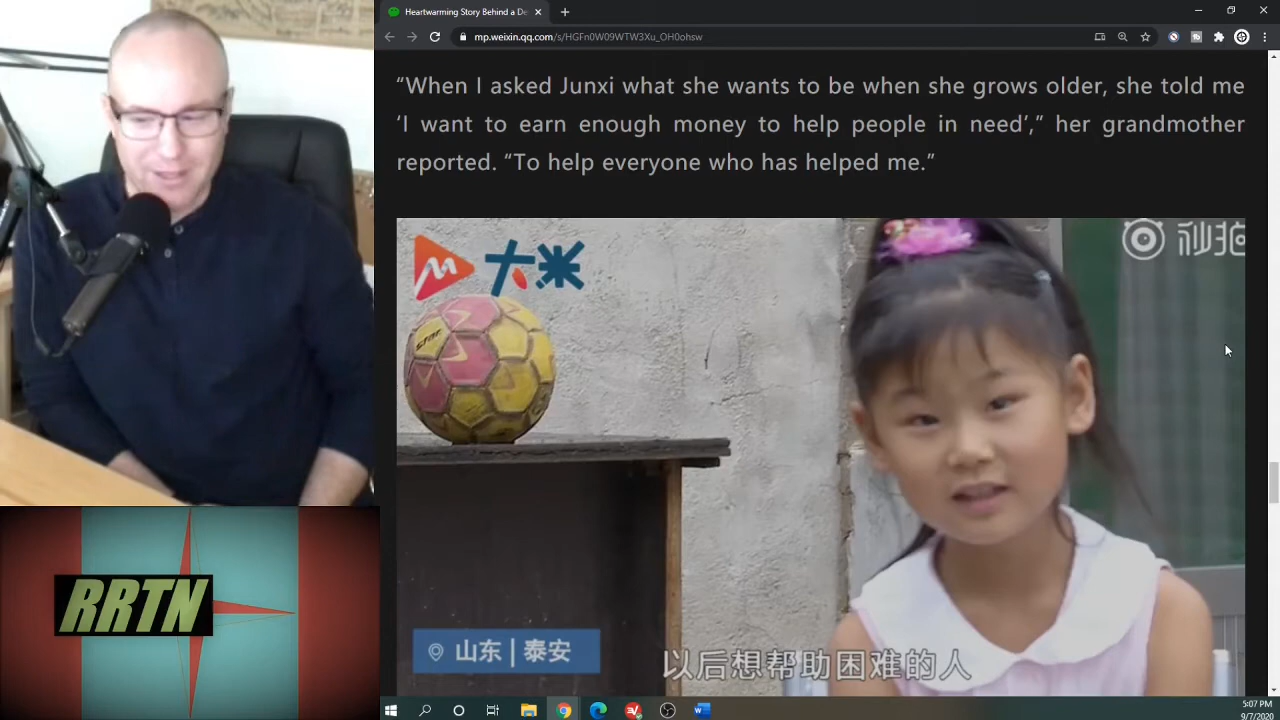 Heartwarming Story Behind a De
mp.weixin.qq.com/s/HGFn0W09WTW3Xu_OH0ohsw
“When I asked Junxi what she wants to be when she grows older, she told me
‘I want to earn enough money to help people in need’,” her grandmother
reported. “To help everyone who has helped me.”
大米
秒拍
STAR
山东 | 泰安
以后想帮助困难的人
RRTN
5:07 PM
9/7/2020